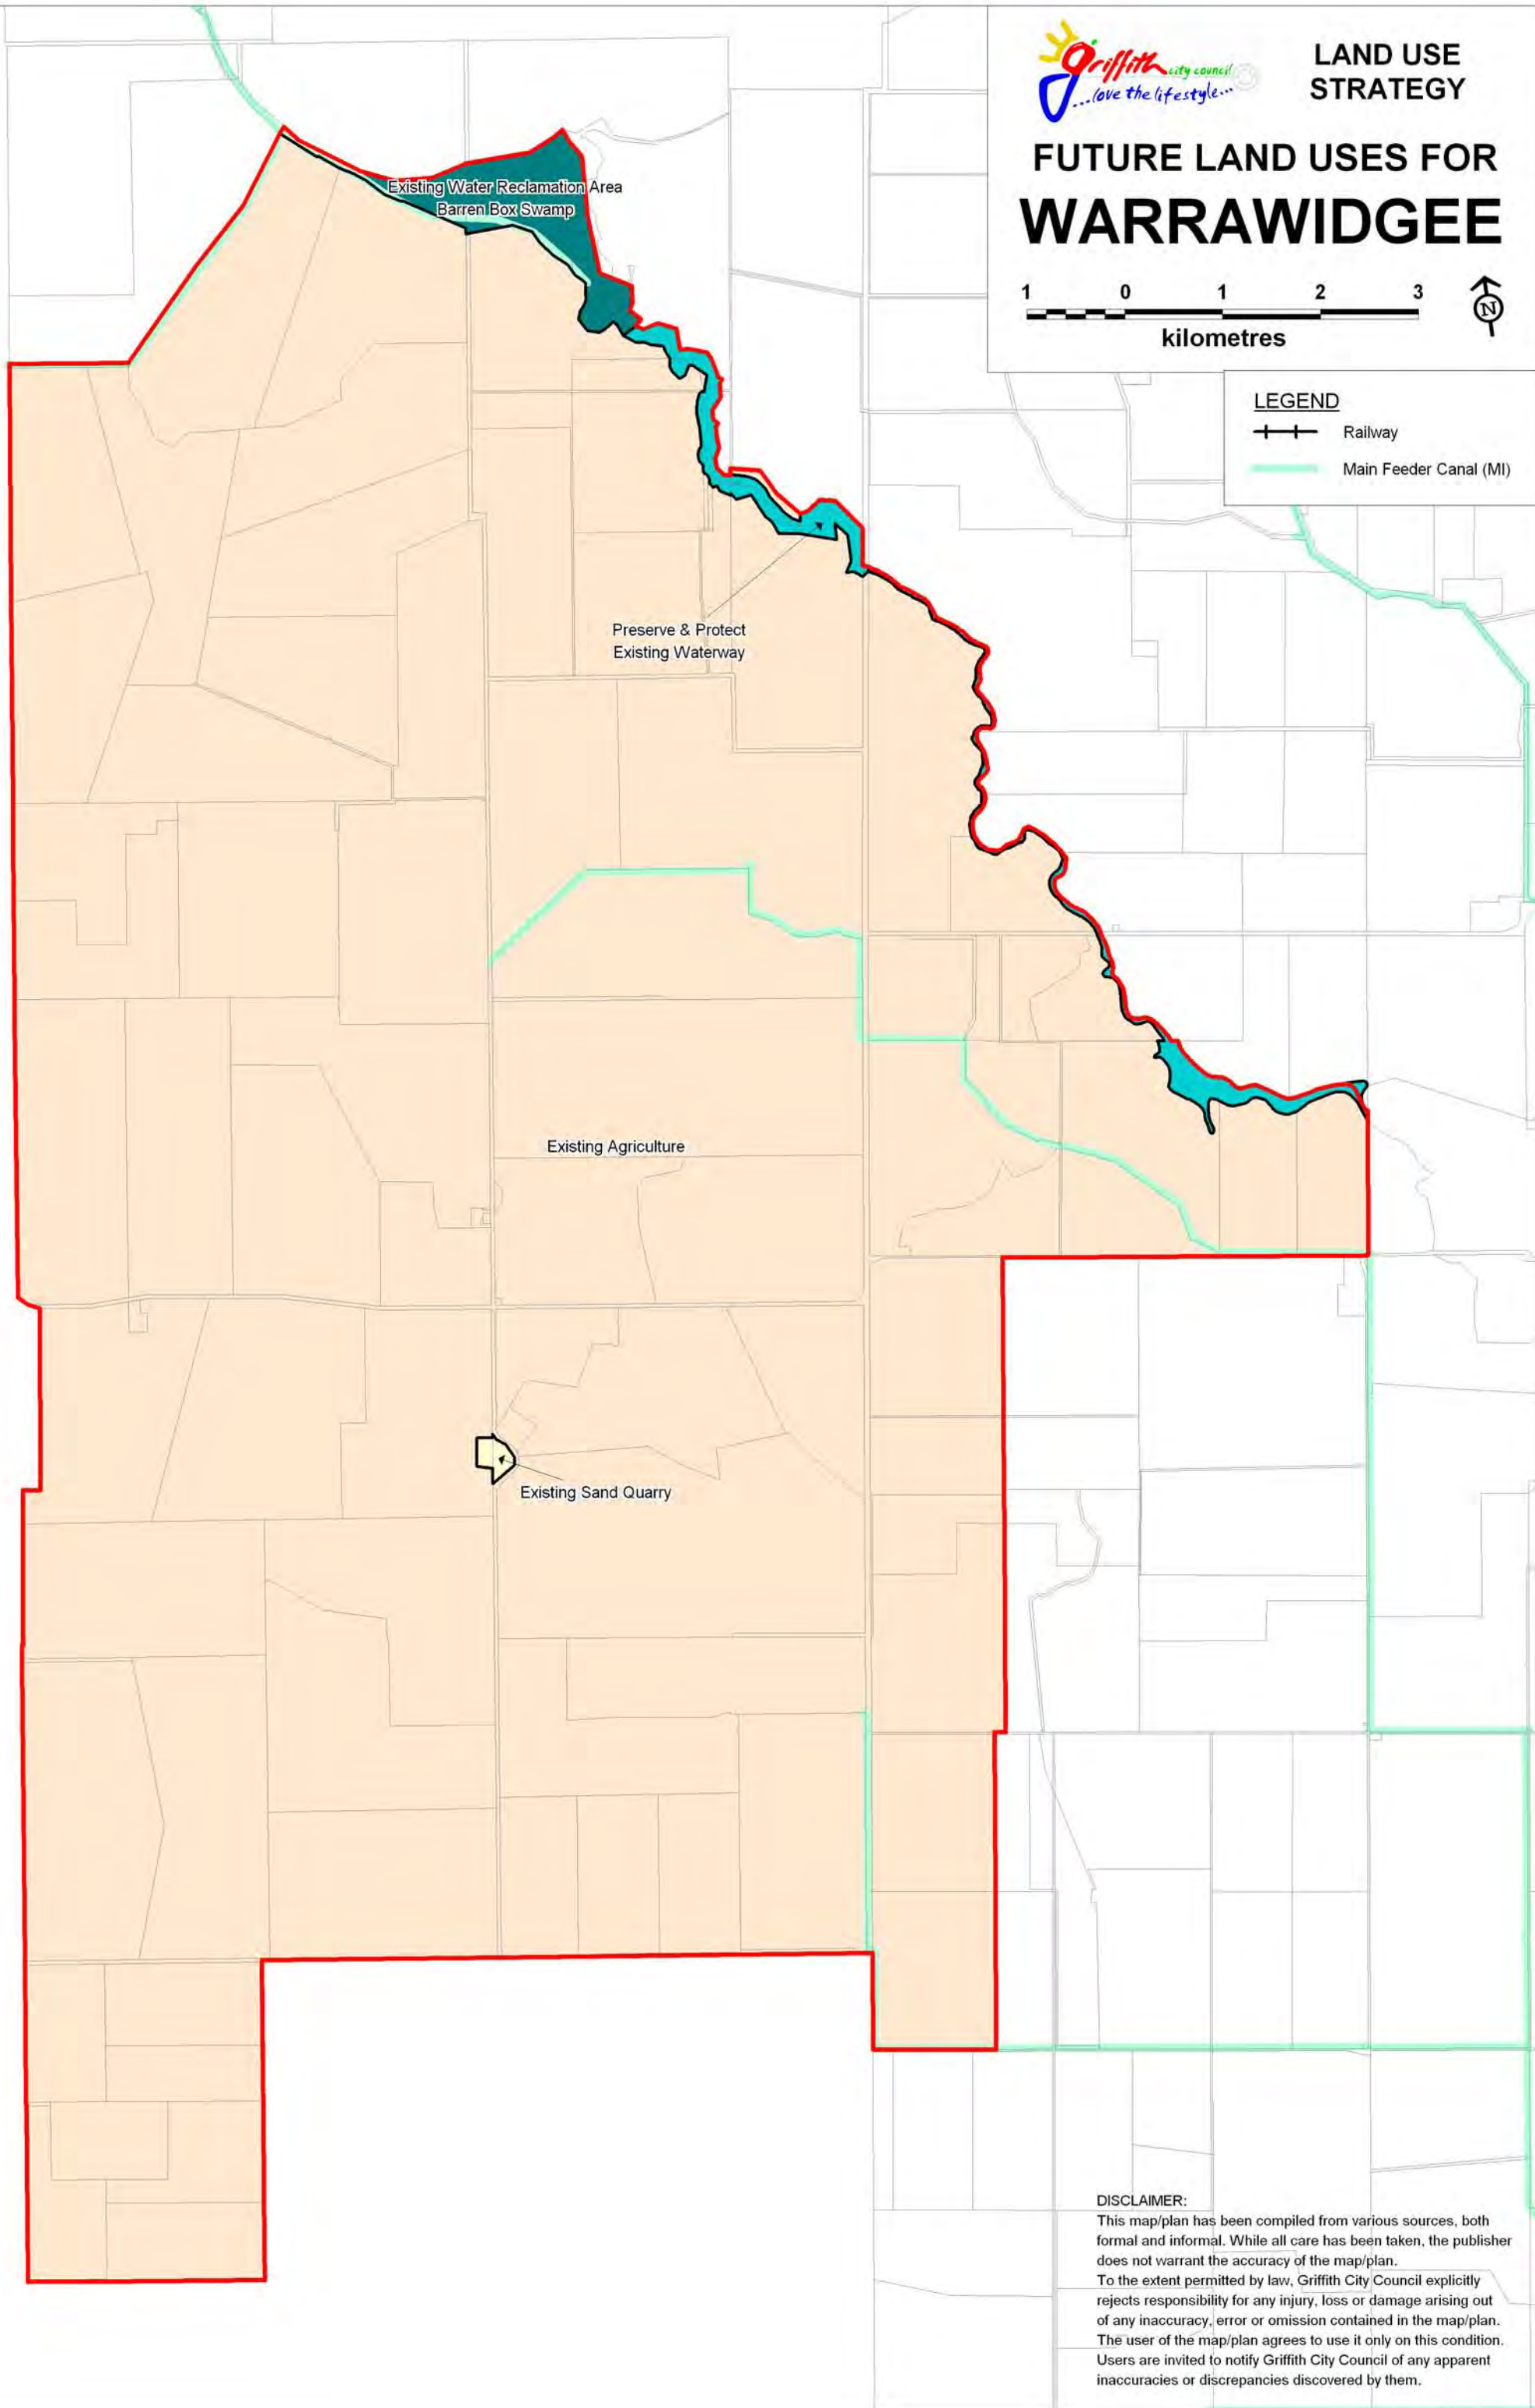 Griffith city council
...love the lifestyle...
LAND USE
STRATEGY
FUTURE LAND USES FOR
WARRAWIDGEE
1 0 1 2 3
kilometres
N
LEGEND
Railway
Main Feeder Canal (MI)
Existing Water Reclamation Area
Barren Box Swamp
Preserve & Protect
Existing Waterway
Existing Agriculture
Existing Sand Quarry
DISCLAIMER:
This map/plan has been compiled from various sources, both
formal and informal. While all care has been taken, the publisher
does not warrant the accuracy of the map/plan.
To the extent permitted by law, Griffith City Council explicitly
rejects responsibility for any injury, loss or damage arising out
of any inaccuracy, error or omission contained in the map/plan.
The user of the map/plan agrees to use it only on this condition.
Users are invited to notify Griffith City Council of any apparent
inaccuracies or discrepancies discovered by them.